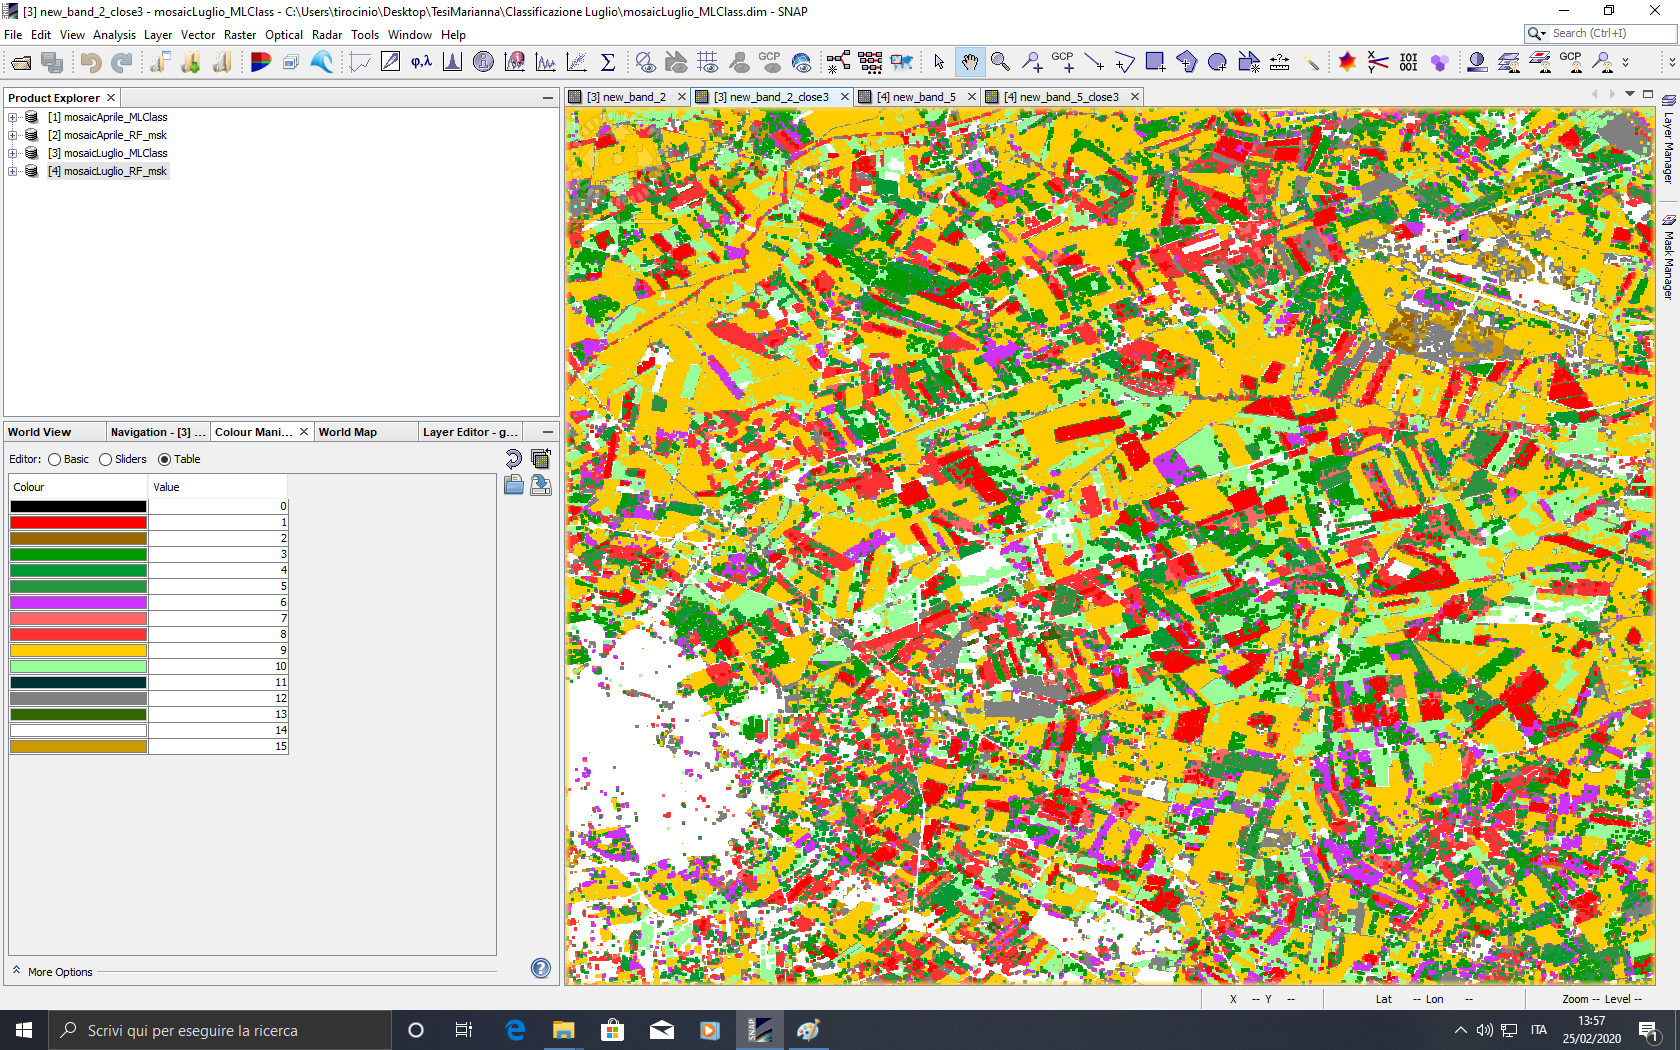 [3] new_band_2_close3 - mosaicLuglio_MLClass - C:\Users\tirocinio\Desktop\TesiMarianna\Classificazione Luglio\mosaicLuglio_MLClass.dim - SNAP
File Edit View Analysis Layer Vector Raster Optical Radar Tools Window Help
Search (Ctrl+I)
φ,λ Σ GCP GCP GCP
Product Explorer
[3] new_band_2 [3] new_band_2_close3 [4] new_band_5 [4] new_band_5_close3
[1] mosaicAprile_MLClass
[2] mosaicAprile_RF_msk
[3] mosaicLuglio_MLClass
[4] mosaicLuglio_RF_msk
Layer Manager
Mask Manager
World View Navigation - [3] ... Colour Mani... World Map Layer Editor - g...
Editor: Basic Sliders Table
Colour Value
0
1
2
3
4
5
6
7
8
9
10
11
12
13
14
15
More Options
X -- Y -- Lat -- Lon -- Zoom -- Level --
Scrivi qui per eseguire la ricerca
SNAP
ITA
13:57
25/02/2020
1